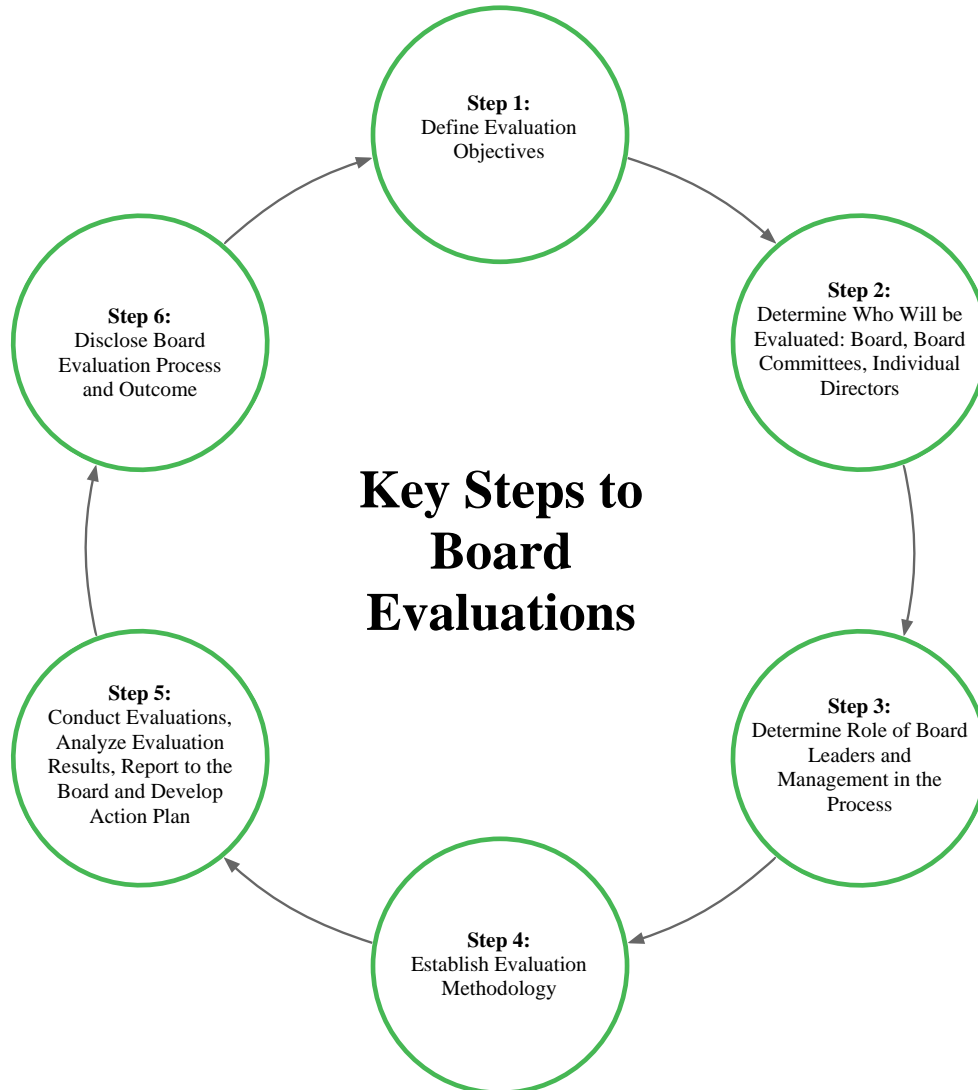 Step 1:
Define Evaluation
Objectives
Step 2:
Determine Who Will be
Evaluated: Board, Board
Committees, Individual
Directors
Step 3:
Determine Role of Board
Leaders and
Management in the
Process
Step 4:
Establish Evaluation
Methodology
Step 5:
Conduct Evaluations,
Analyze Evaluation
Results, Report to the
Board and Develop
Action Plan
Step 6:
Disclose Board
Evaluation Process
and Outcome
Key Steps to
Board
Evaluations